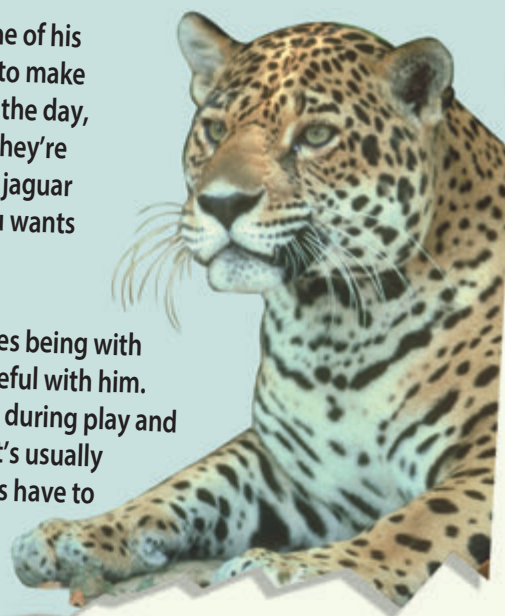 ne of his
to make
the day,
hey're
jaguar
wants
es being with
eful with him.
during play and
t's usually
s have to